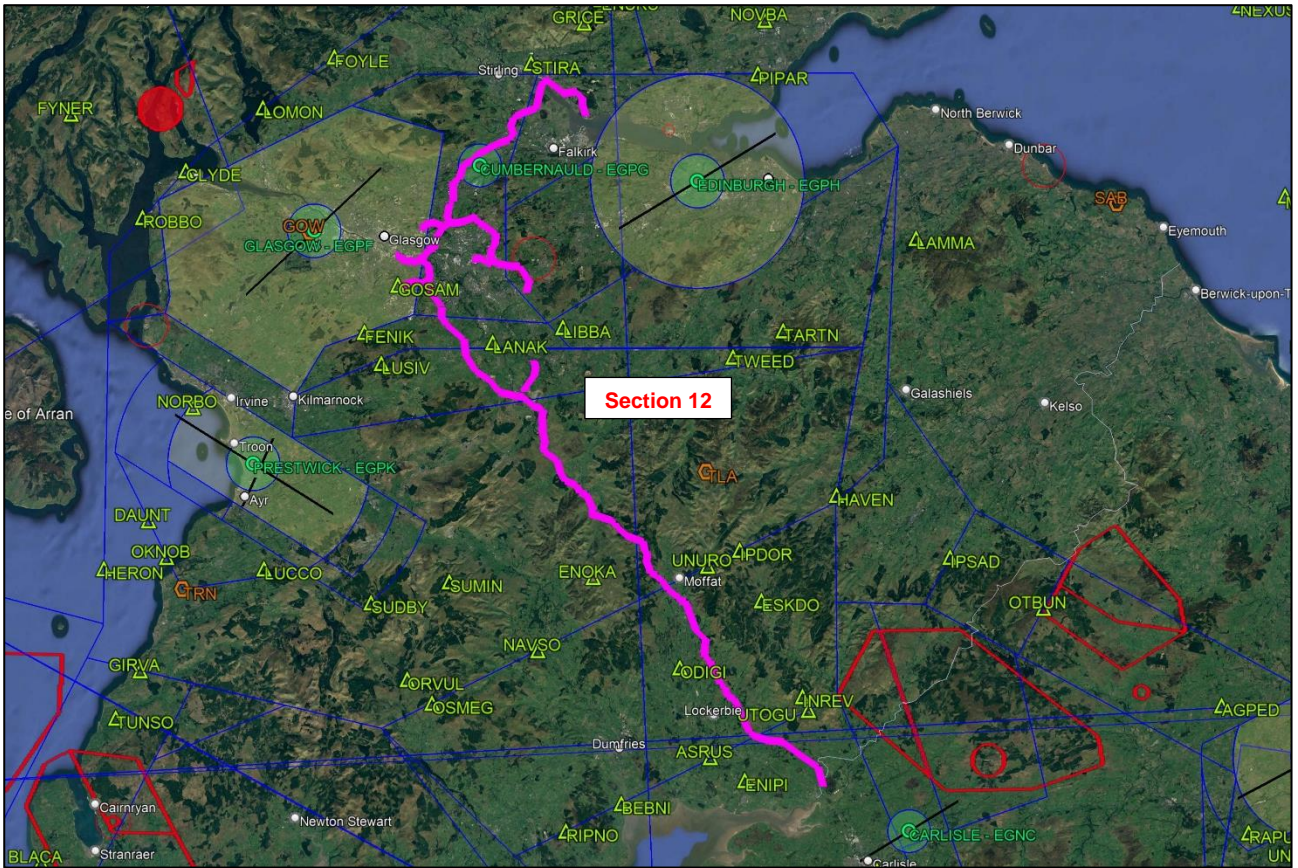 GRICE
NOVBA
NEXUS
Stirling
STIRA
FOYLE
PIPAR
FYNER
LOMON
North Berwick
Falkirk
Dunbar
CUMBERNAULD - EGPG
CLYDE
EDINBURGH - EGPH
SAB
ROBBO
GOW
Glasgow
GLASGOW - EGPF
Eyemouth
LAMMA
GOSAM
Berwick-upon-T
LIBBA
FENIK
LANAK
TARTN
LUSIV
TWEED
Section 12
Galashiels
Irvine
Kilmarnock
NORBO
Kelso
e of Arran
Troon
PRESTWICK - EGPK
TLA
Ayr
HAVEN
DAUNT
OKNOB
HERON
LUCCO
UNURO
IPDOR
IPSAD
ENOKA
Moffat
SUMIN
TRN
SUDBY
ESKDO
OTBUN
NAVSO
GIRVA
ODIGI
ORVUL
OSMEG
INREV
UTOGU
Lockerbie
AGPED
TUNSO
Dumfries
ASRUS
ENIPI
Cairnryan
BEBNI
Newton Stewart
RIPNO
CARLISLE - EGNC
RAPU
Stranraer
BLACA
Carlisle
UN